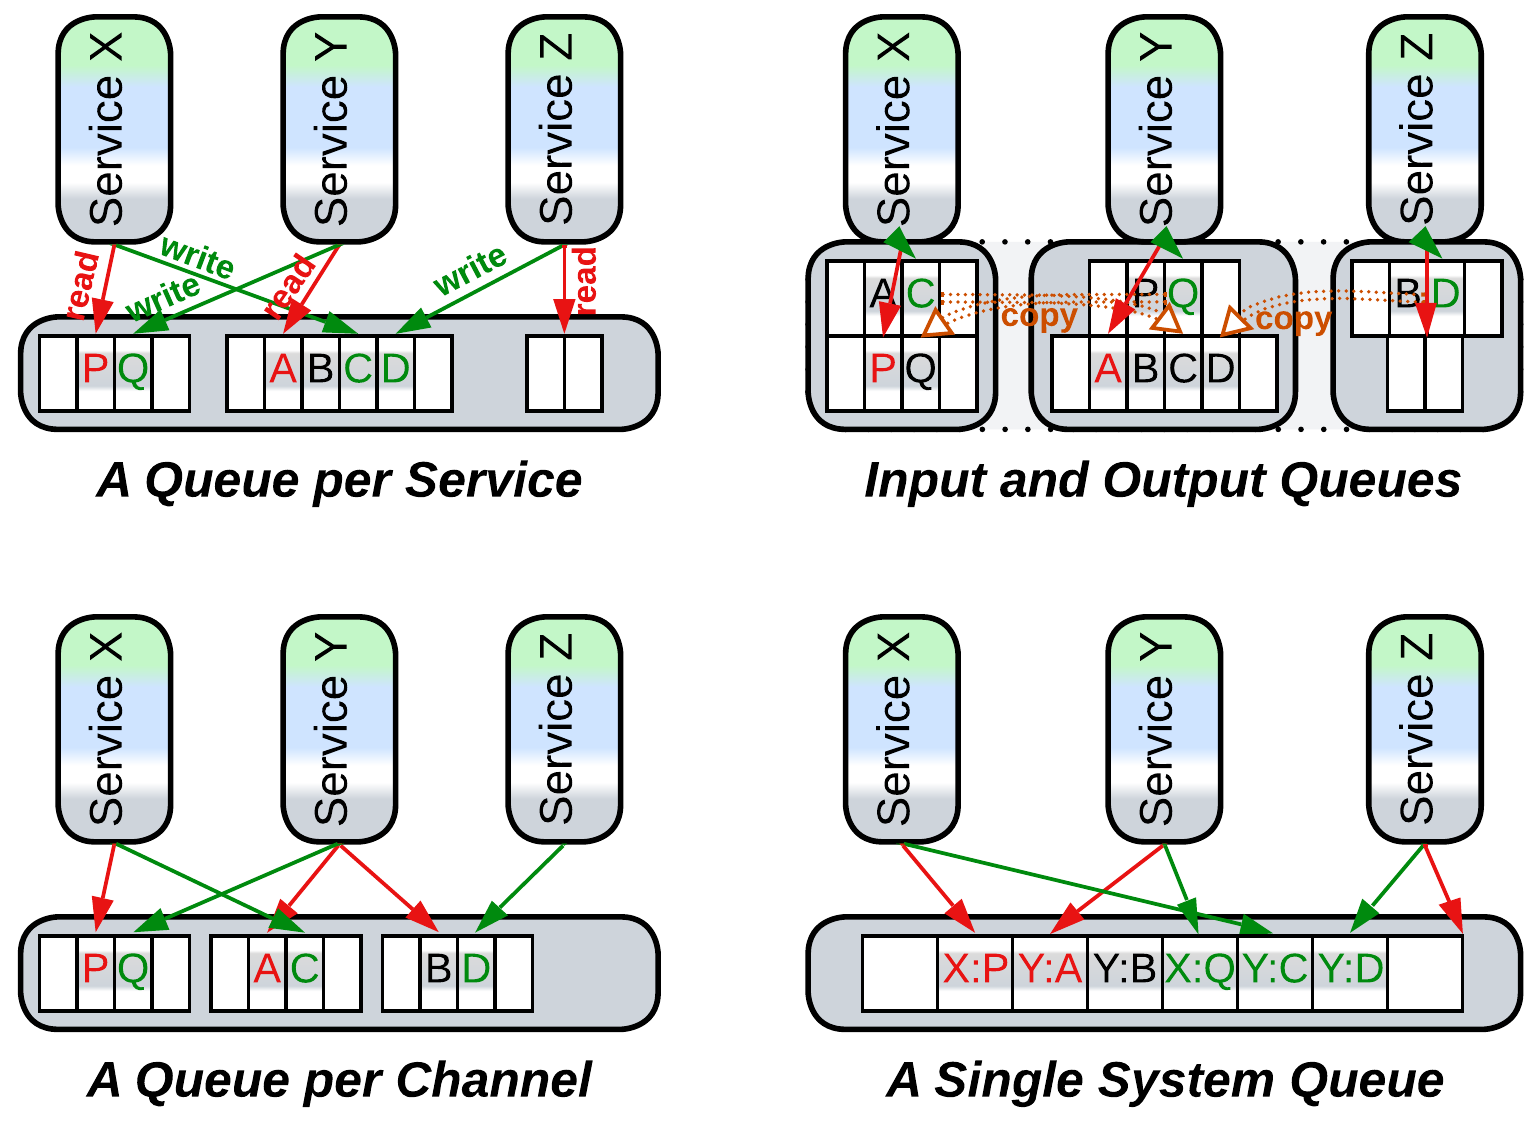 Service X
Service Y
Service Z
read
write
write
read
write
read
P Q
A B C D
A Queue per Service
Service X
Service Y
Service Z
A C
P Q
B D
copy
copy
P Q
A B C D
Input and Output Queues
Service X
Service Y
Service Z
P Q
A C
B D
A Queue per Channel
Service X
Service Y
Service Z
X:P Y:A Y:B X:Q Y:C Y:D
A Single System Queue